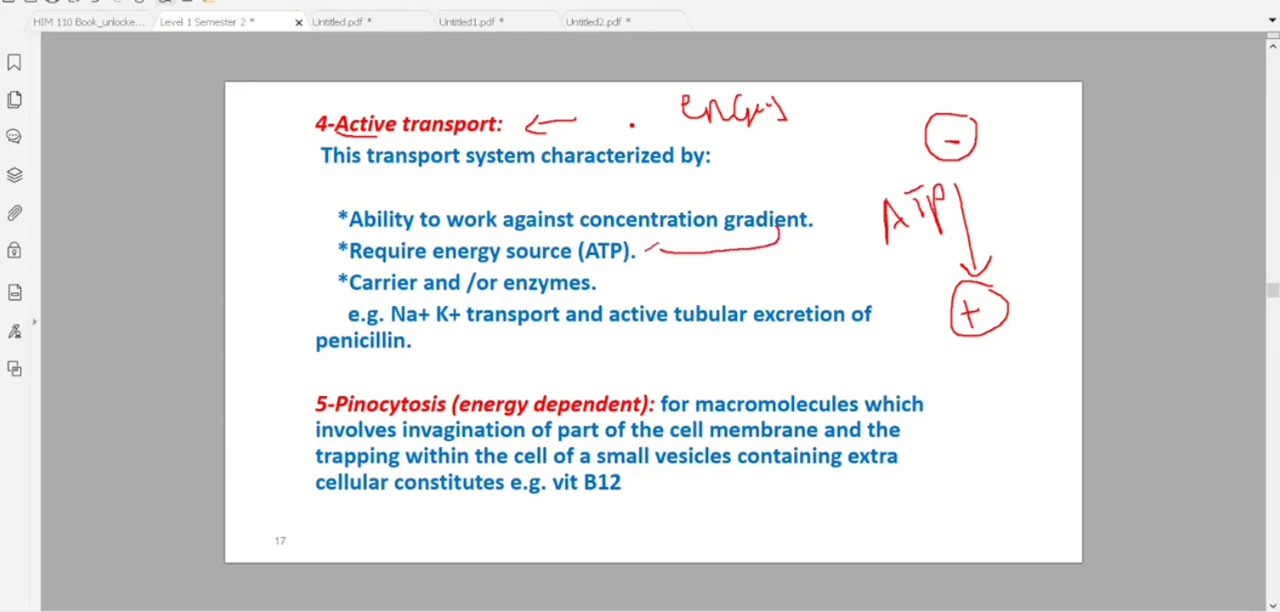 HIM 110 Book_unlocke... Level 1 Semester 2 * Untitled.pdf * Untitled1.pdf * Untitled2.pdf *
4-Active transport:
energy
This transport system characterized by:
*Ability to work against concentration gradient.
ATP
*Require energy source (ATP).
*Carrier and /or enzymes.
e.g. Na+ K+ transport and active tubular excretion of
penicillin.
5-Pinocytosis (energy dependent): for macromolecules which
involves invagination of part of the cell membrane and the
trapping within the cell of a small vesicles containing extra
cellular constitutes e.g. vit B12
17